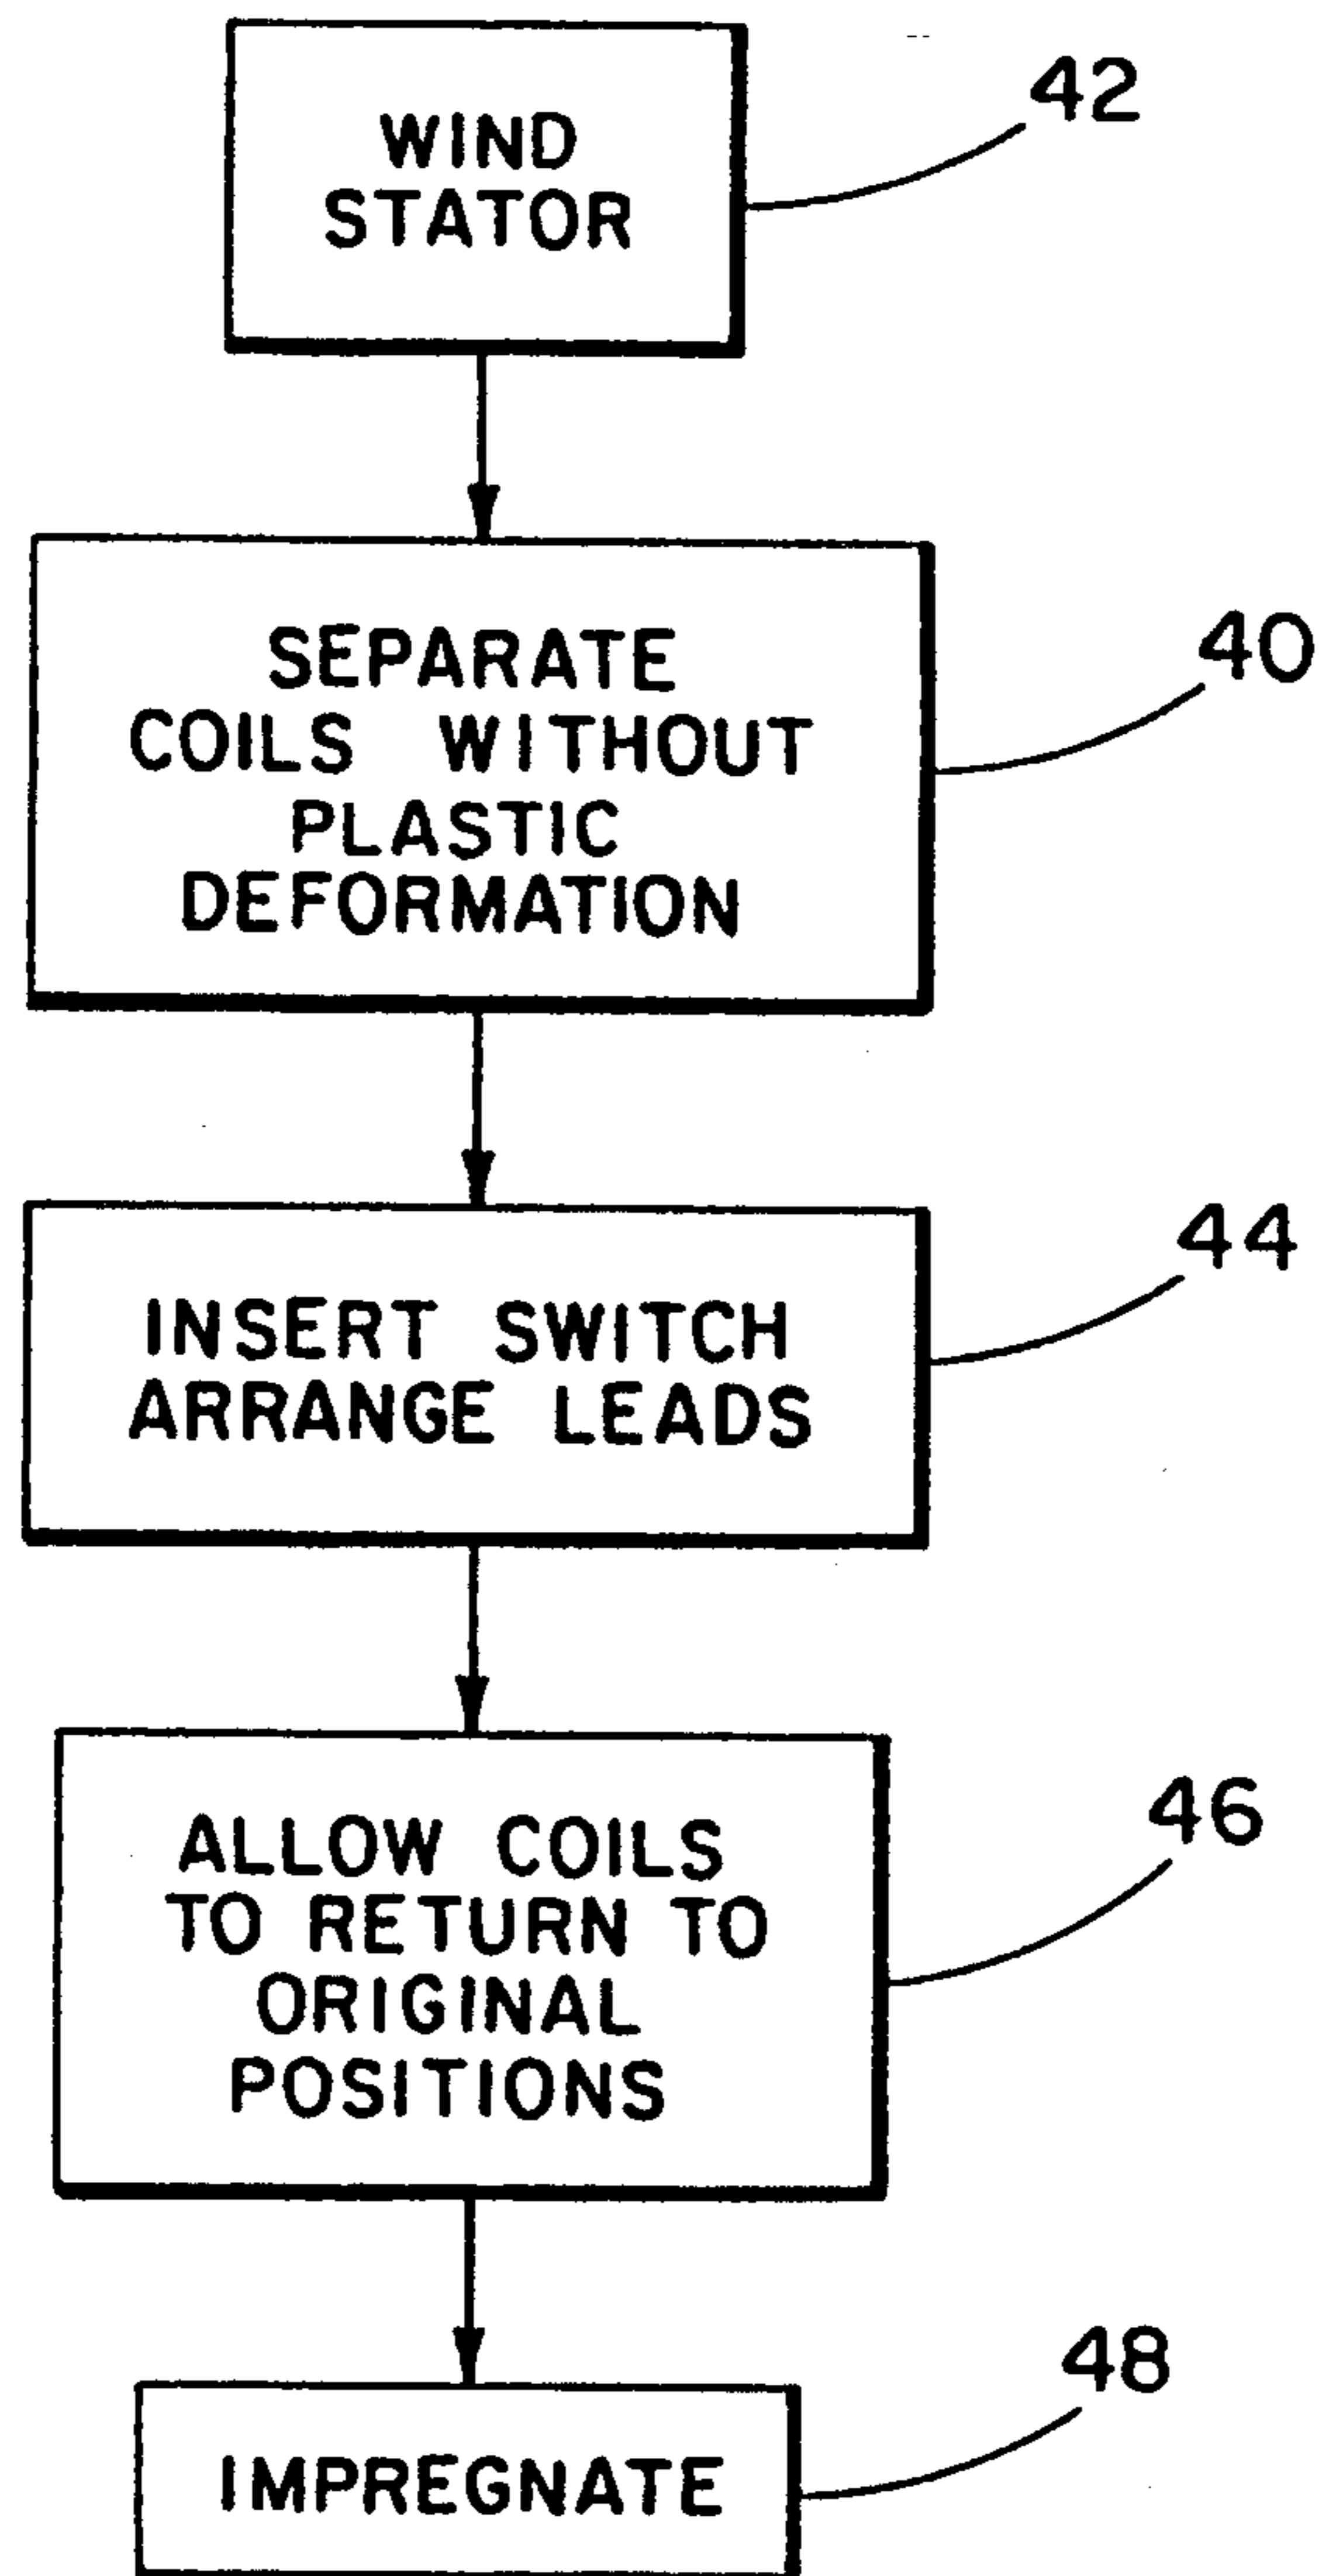 WIND
STATOR
42
SEPARATE
COILS WITHOUT
PLASTIC
DEFORMATION
40
INSERT SWITCH
ARRANGE LEADS
44
ALLOW COILS
TO RETURN TO
ORIGINAL
POSITIONS
46
IMPREGNATE
48